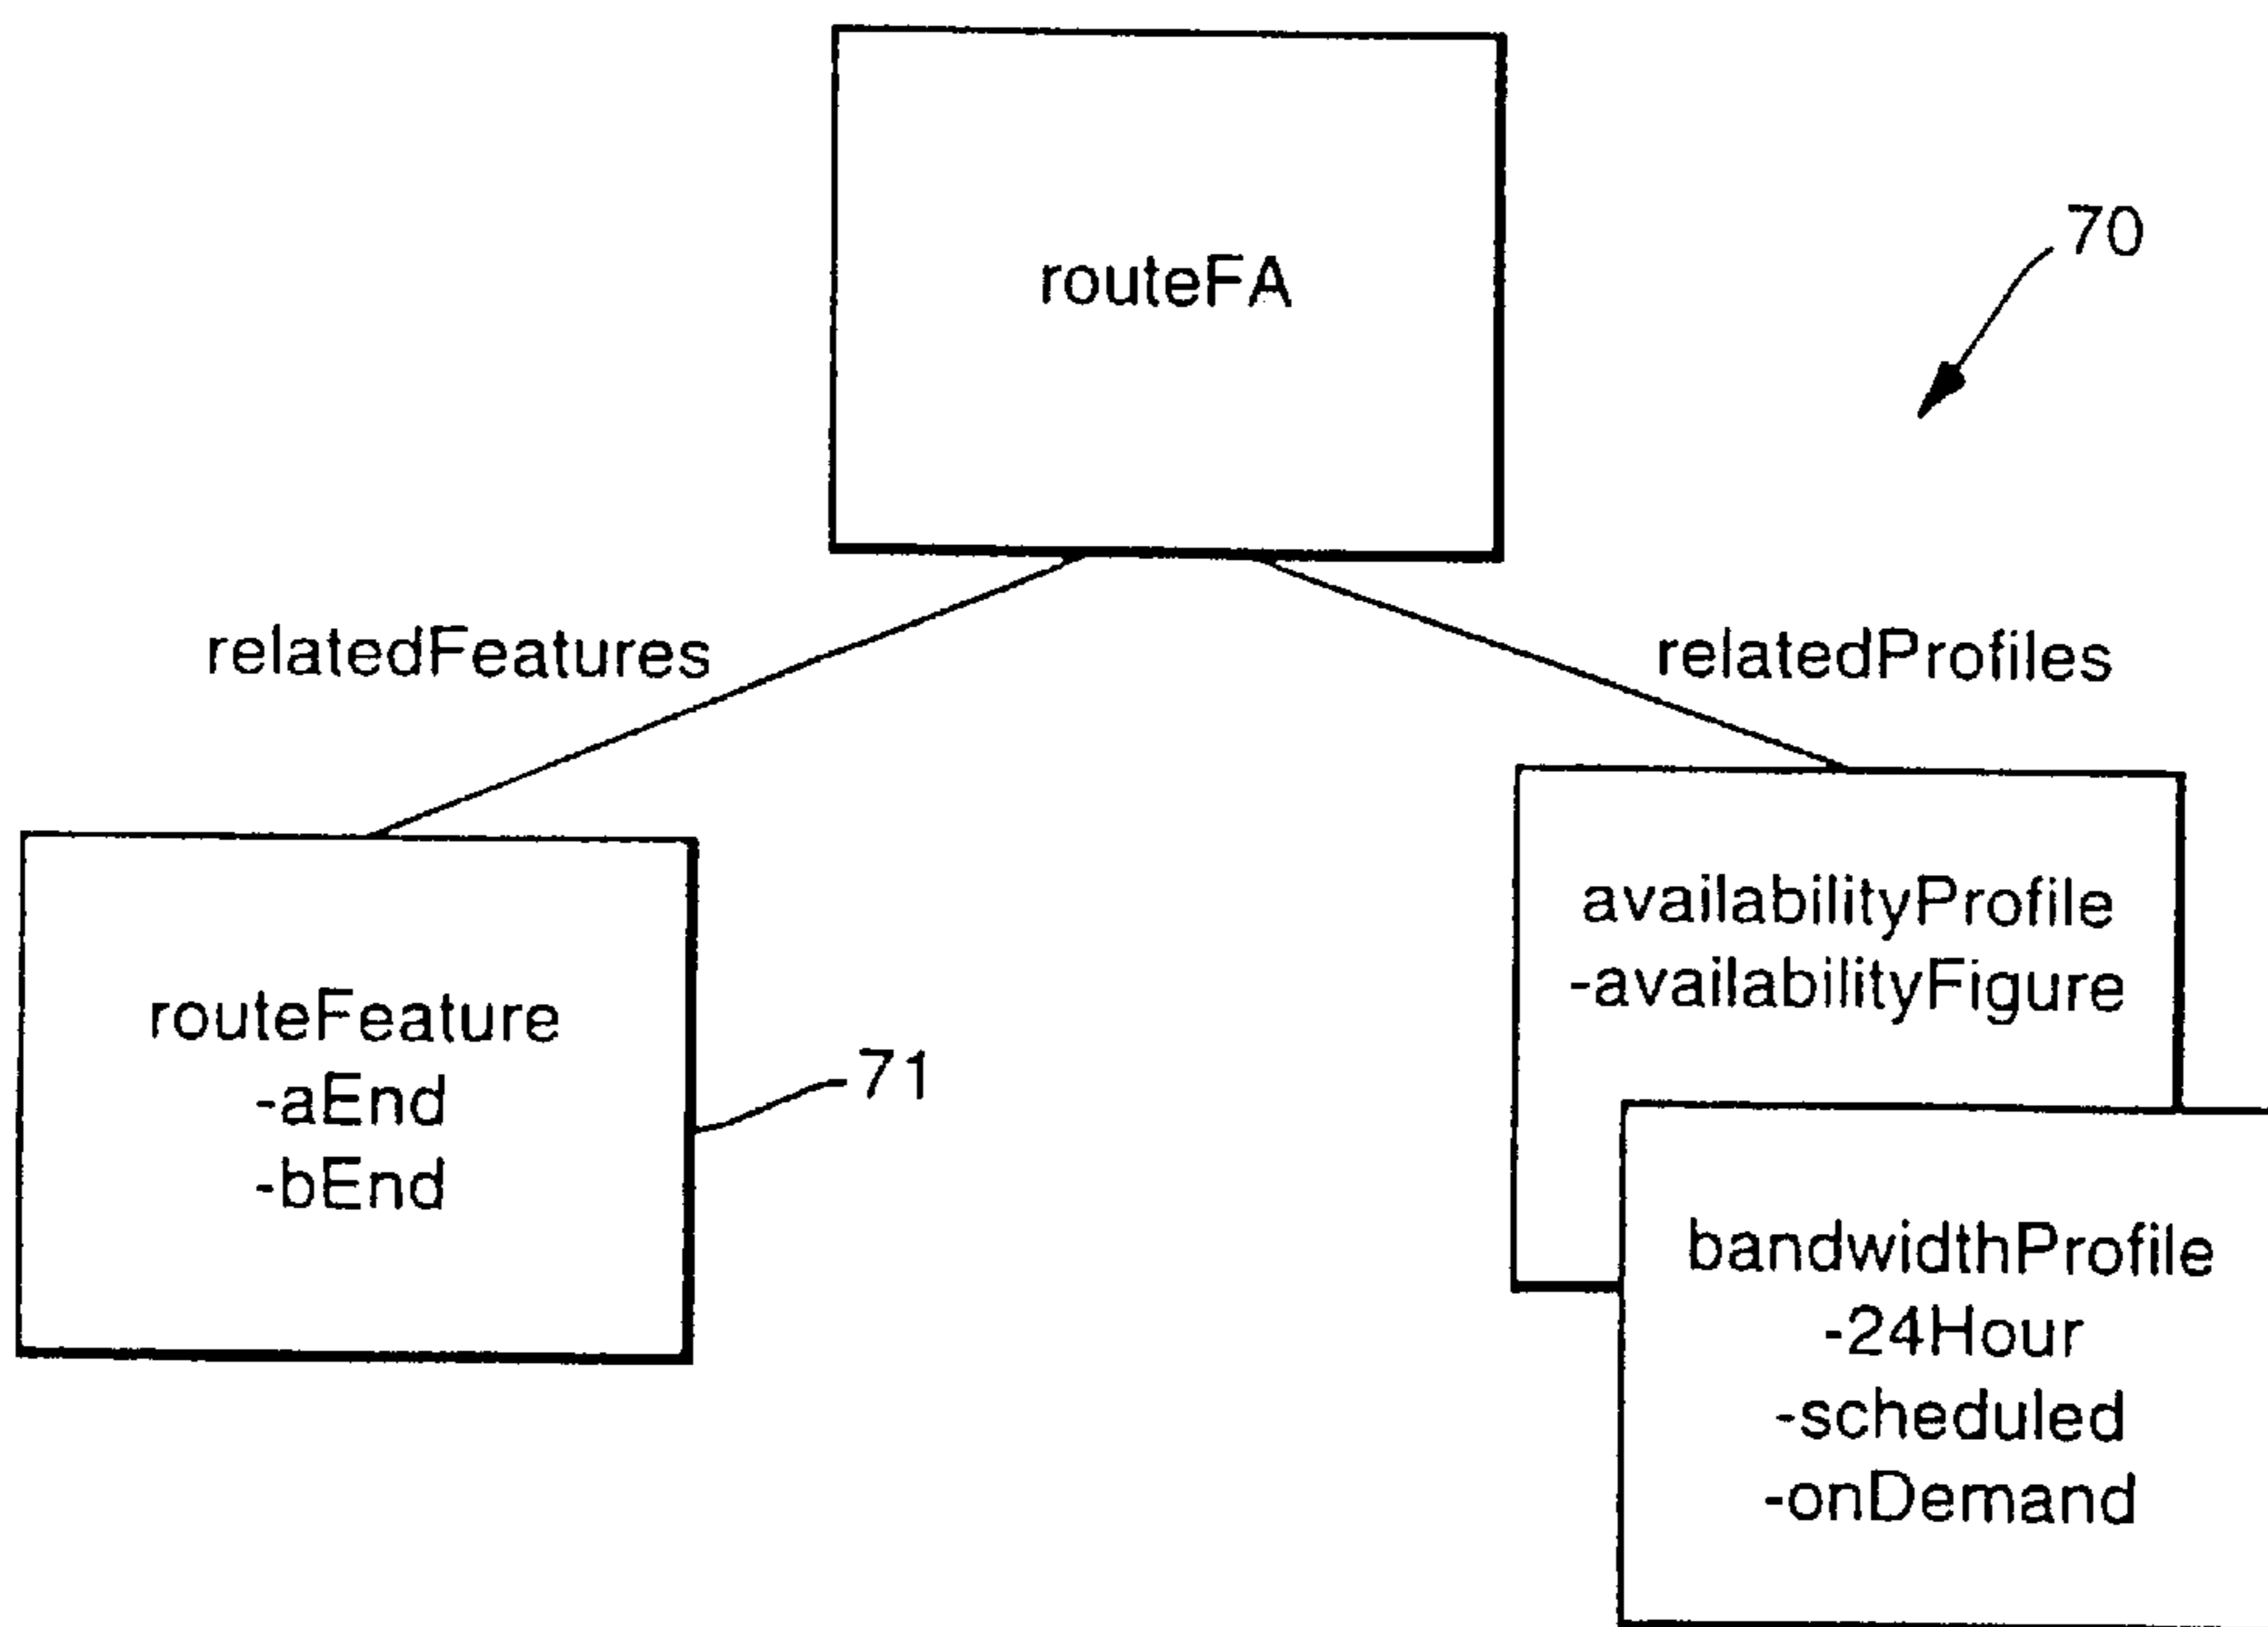 routeFA
70
relatedFeatures
relatedProfiles
routeFeature
-aEnd
-bEnd
71
availabilityProfile
-availabilityFigure
bandwidthProfile
-24Hour
-scheduled
-onDemand